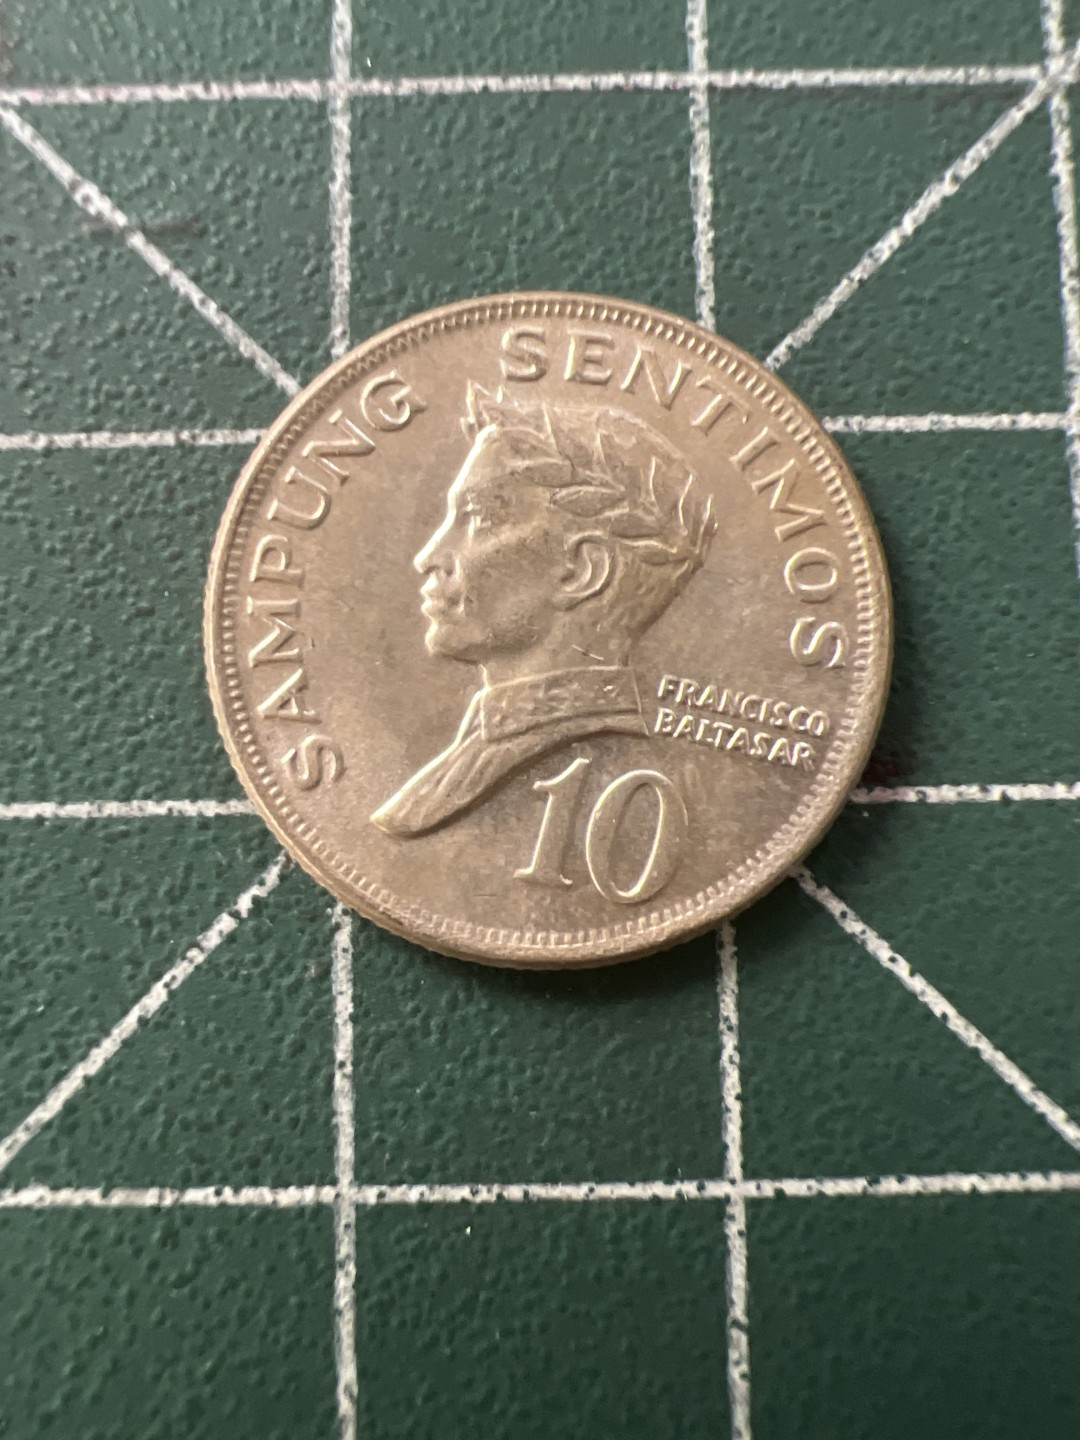 SAMPUNG SENTIMOS
FRANCISCO
BALTASAR
10